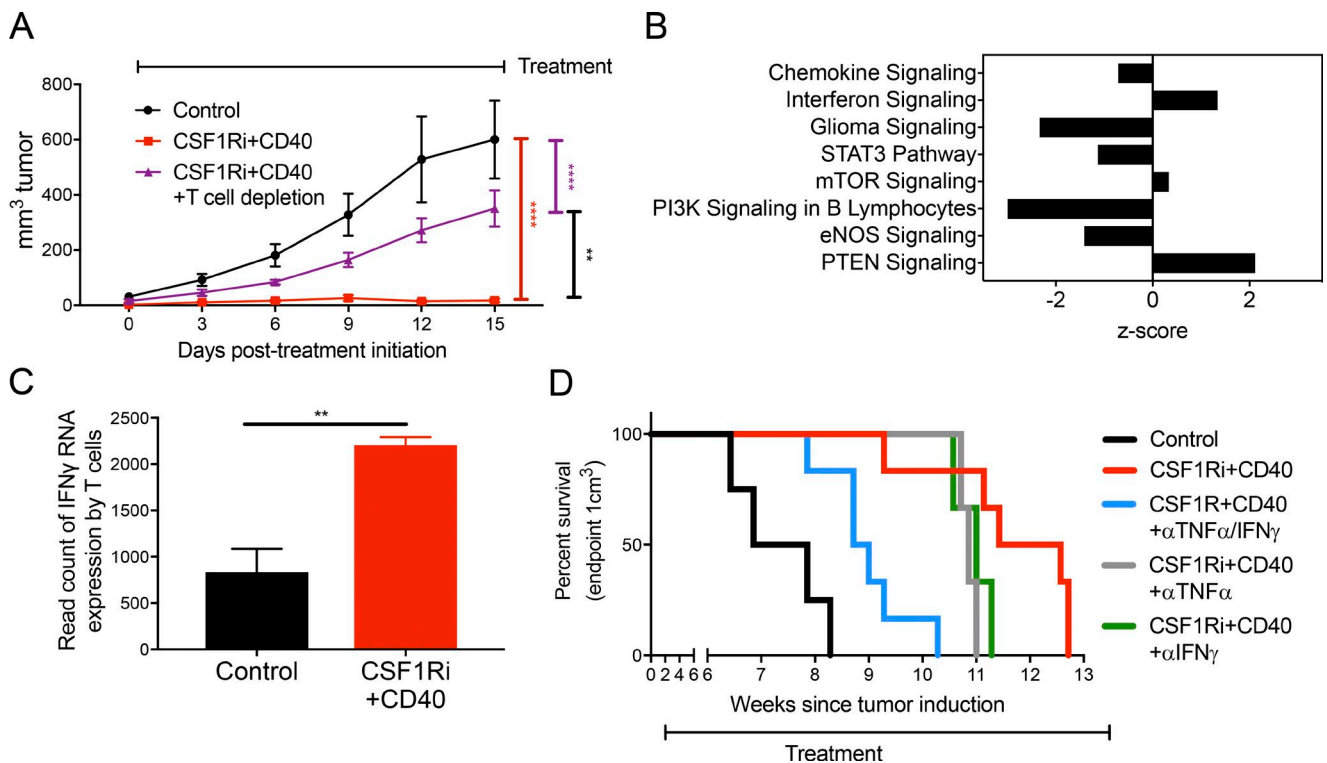 A
Treatment
800
600
400
200
0
mm³ tumor
Control
CSF1Ri+CD40
CSF1Ri+CD40
+T cell depletion
****
****
**
0 3 6 9 12 15
Days post-treatment initiation
B
Chemokine Signaling
Interferon Signaling
Glioma Signaling
STAT3 Pathway
mTOR Signaling
PI3K Signaling in B Lymphocytes
eNOS Signaling
PTEN Signaling
-2 0 2
z-score
C
Read count of IFNγ RNA
expression by T cells
2500
2000
1500
1000
500
0
**
Control
CSF1Ri
+CD40
D
Percent survival
(endpoint 1cm³)
100
50
0
0 2 4 6 6 7 8 9 10 11 12 13
Weeks since tumor induction
Treatment
Control
CSF1Ri+CD40
CSF1R+CD40
+αTNFα/IFNγ
CSF1Ri+CD40
+αTNFα
CSF1Ri+CD40
+αIFNγ